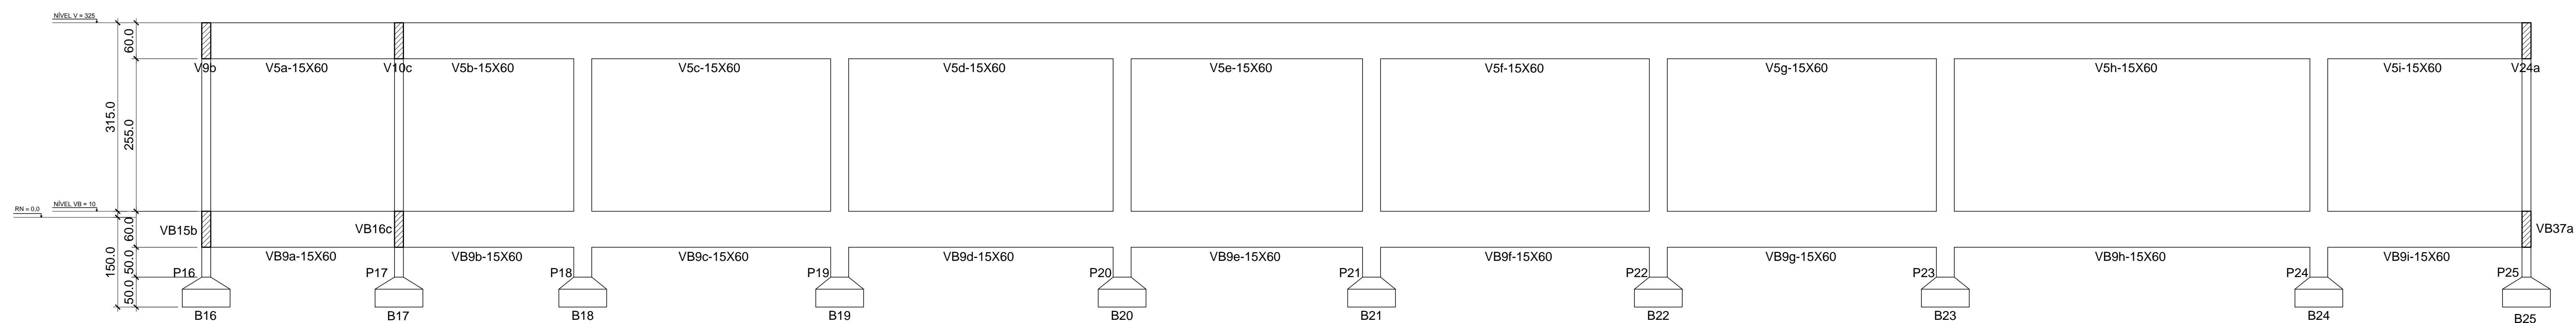 NÍVEL V = 325
60.0
V9b
V5a-15X60
V10c
V5b-15X60
V5c-15X60
V5d-15X60
V5e-15X60
V5f-15X60
V5g-15X60
V5h-15X60
V5i-15X60
V24a
315.0
255.0
RN = 0,0
NÍVEL VB = 10
60.0
VB15b
VB16c
VB37a
VB9a-15X60
VB9b-15X60
VB9c-15X60
VB9d-15X60
VB9e-15X60
VB9f-15X60
VB9g-15X60
VB9h-15X60
VB9i-15X60
150.0
50.0
P16
P17
P18
P19
P20
P21
P22
P23
P24
P25
50.0
B16
B17
B18
B19
B20
B21
B22
B23
B24
B25